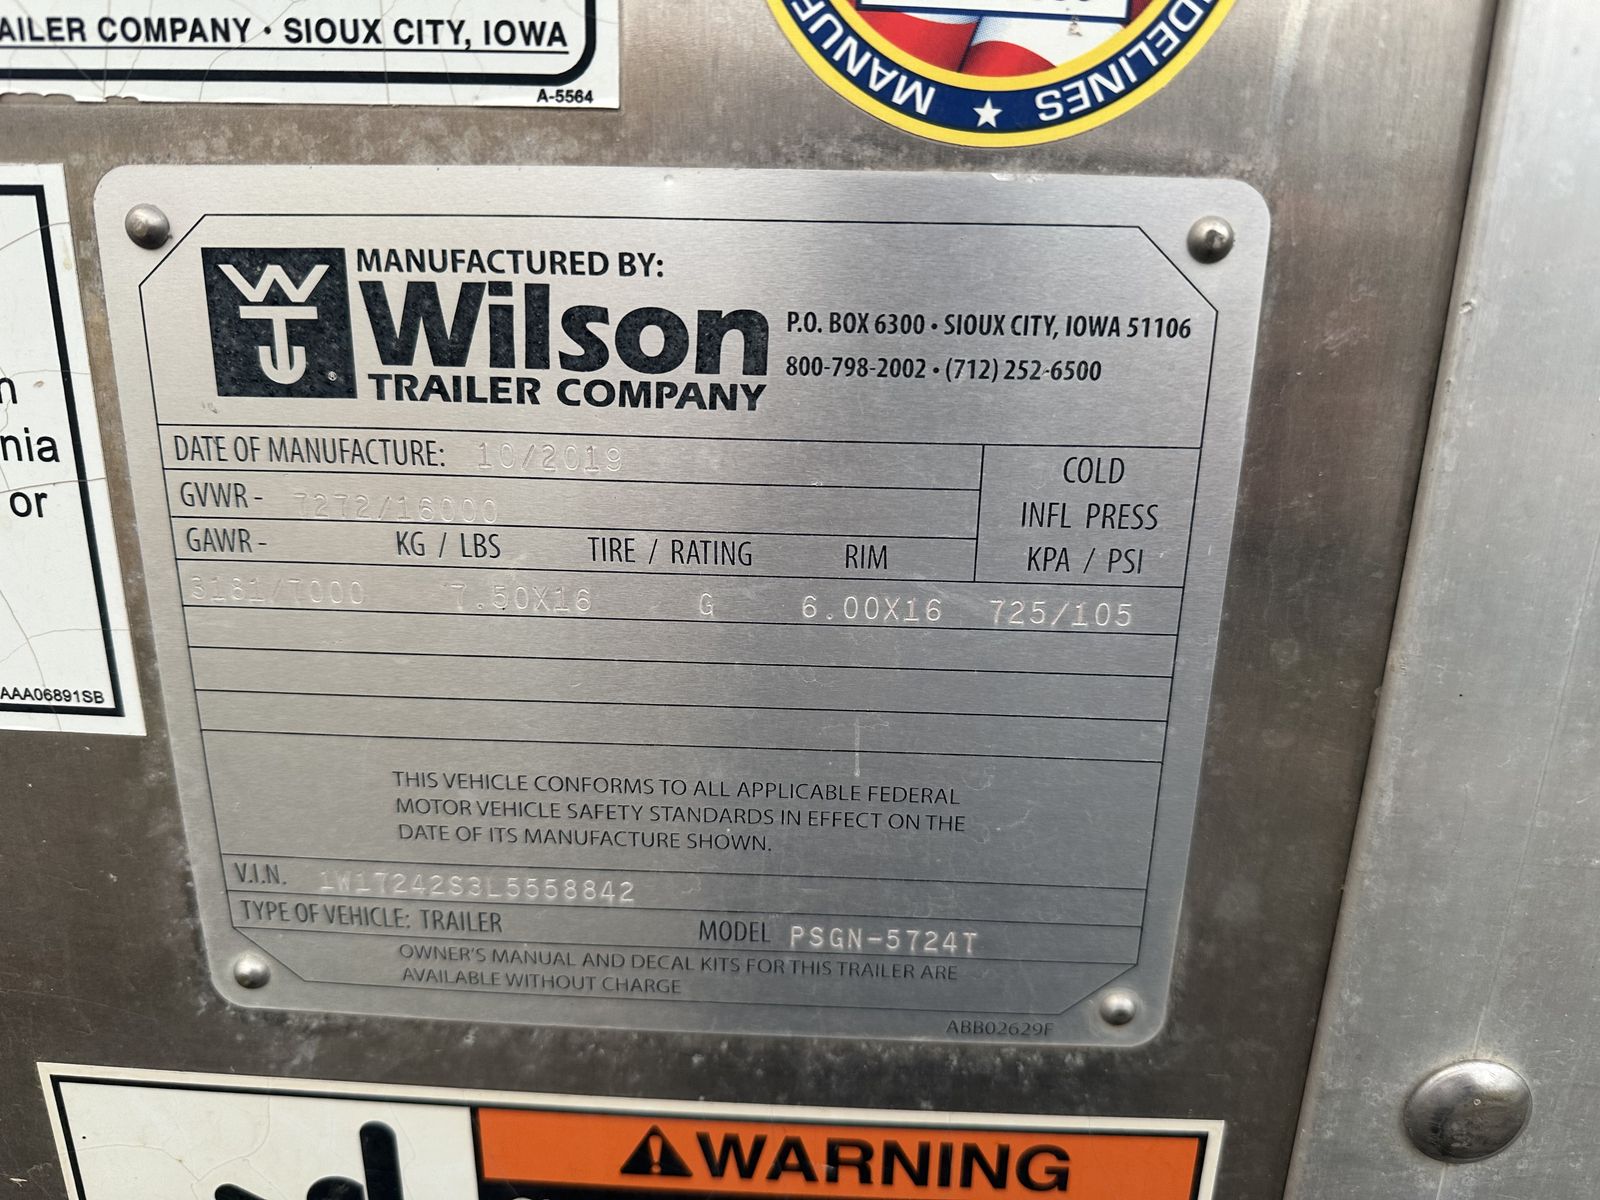 AILER COMPANY · SIOUX CITY, IOWA
A-5564
MANUF
DELINES
nia
or
AAA06891SB
WT
MANUFACTURED BY:
Wilson
TRAILER COMPANY
P.O. BOX 6300 · SIOUX CITY, IOWA 51106
800-798-2002 · (712) 252-6500
DATE OF MANUFACTURE: 10/2019
GVWR - 7272/16000
COLD
INFL PRESS
KPA / PSI
GAWR - KG / LBS TIRE / RATING RIM
3181/7000 7.50X16 G 6.00X16 725/105
THIS VEHICLE CONFORMS TO ALL APPLICABLE FEDERAL
MOTOR VEHICLE SAFETY STANDARDS IN EFFECT ON THE
DATE OF ITS MANUFACTURE SHOWN.
V.I.N. 1W17242S3L5558842
TYPE OF VEHICLE: TRAILER MODEL PSGN-5724T
OWNER'S MANUAL AND DECAL KITS FOR THIS TRAILER ARE
AVAILABLE WITHOUT CHARGE
ABB02629F
WARNING